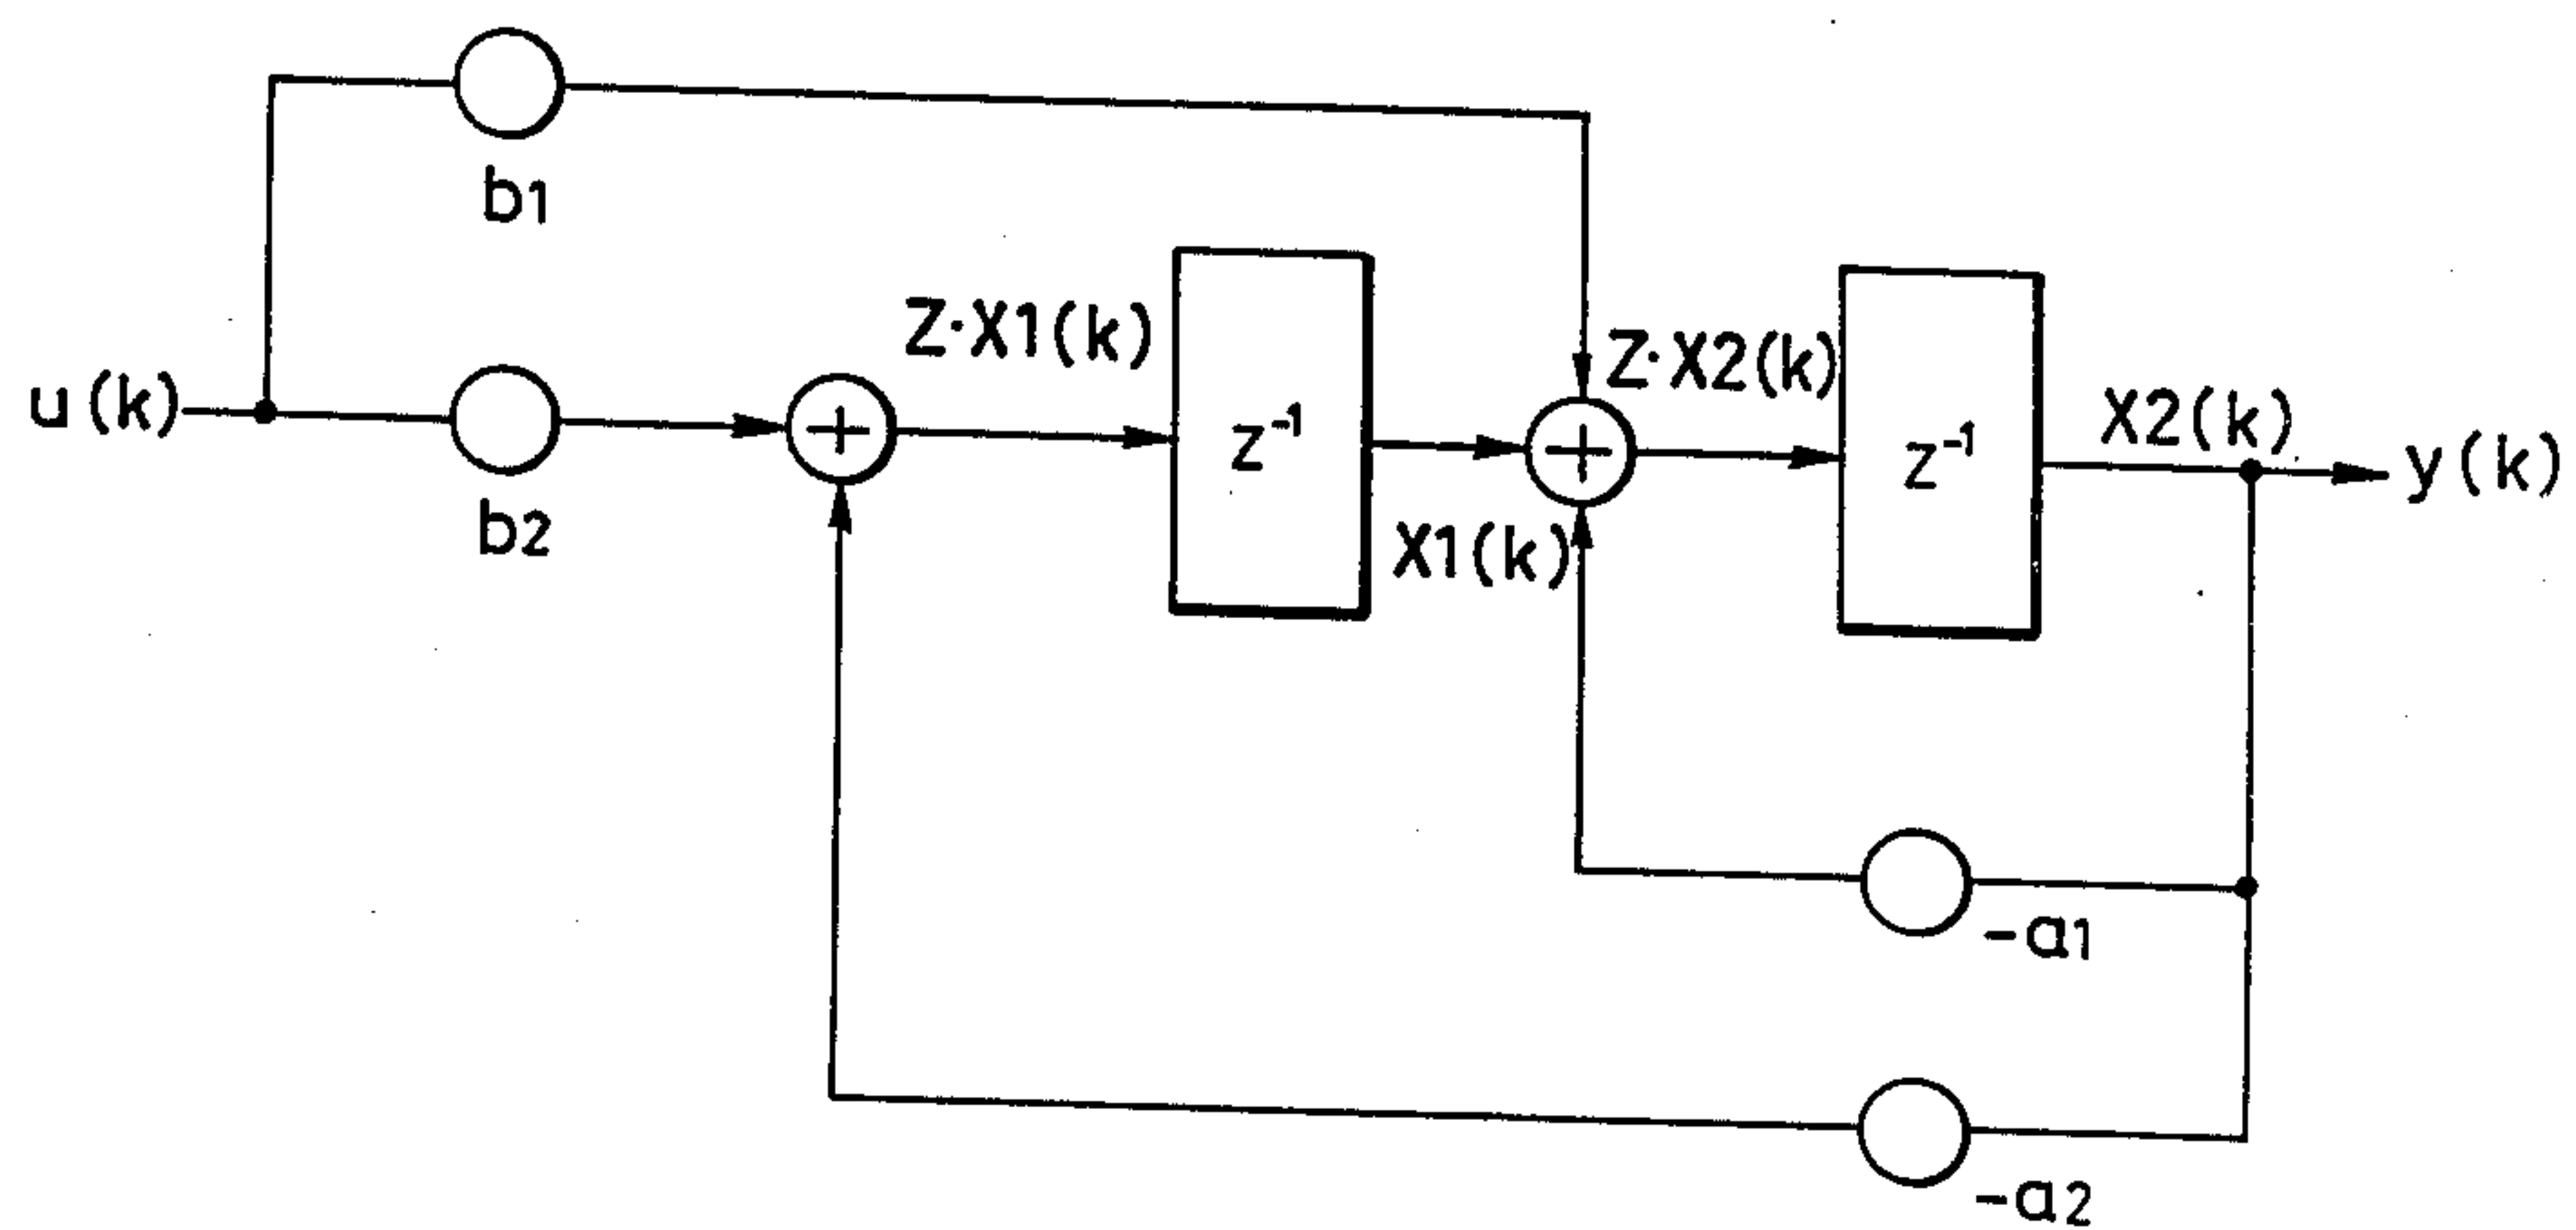 b1
Z·X1(k)
Z·X2(k)
u(k)
z⁻¹
z⁻¹
X2(k)
y(k)
b2
X1(k)
-a1
-a2